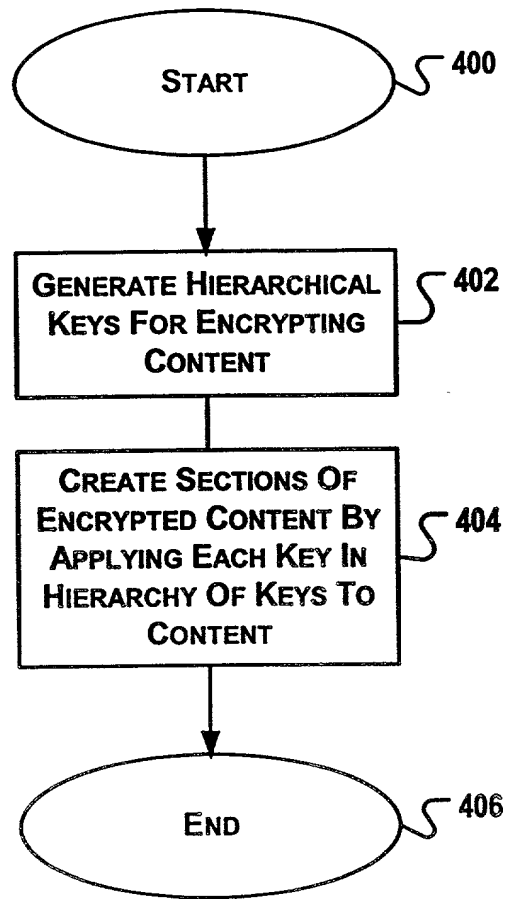 START
400
GENERATE HIERARCHICAL
KEYS FOR ENCRYPTING
CONTENT
402
CREATE SECTIONS OF
ENCRYPTED CONTENT BY
APPLYING EACH KEY IN
HIERARCHY OF KEYS TO
CONTENT
404
END
406